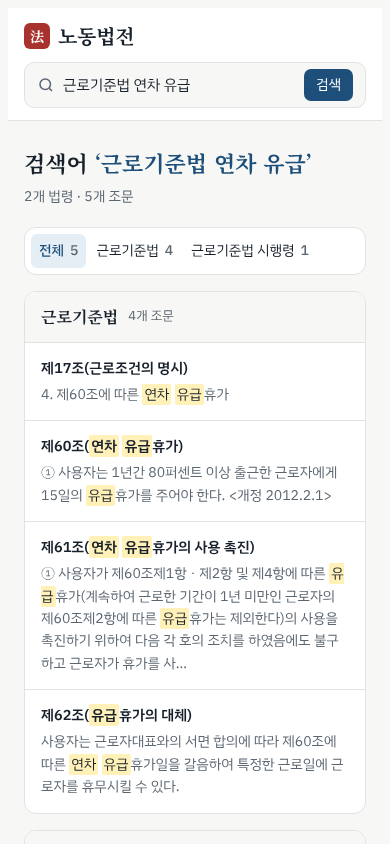 法 노동법전
근로기준법 연차 유급 검색
검색어 ‘근로기준법 연차 유급’
2개 법령 · 5개 조문
전체 5 근로기준법 4 근로기준법 시행령 1
근로기준법 4개 조문
제17조(근로조건의 명시)
4. 제60조에 따른 연차 유급휴가
제60조(연차 유급휴가)
① 사용자는 1년간 80퍼센트 이상 출근한 근로자에게
15일의 유급휴가를 주어야 한다. <개정 2012.2.1>
제61조(연차 유급휴가의 사용 촉진)
① 사용자가 제60조제1항ㆍ제2항 및 제4항에 따른 유
급휴가(계속하여 근로한 기간이 1년 미만인 근로자의
제60조제2항에 따른 유급휴가는 제외한다)의 사용을
촉진하기 위하여 다음 각 호의 조치를 하였음에도 불구
하고 근로자가 휴가를 사...
제62조(유급휴가의 대체)
사용자는 근로자대표와의 서면 합의에 따라 제60조에
따른 연차 유급휴가일을 갈음하여 특정한 근로일에 근
로자를 휴무시킬 수 있다.